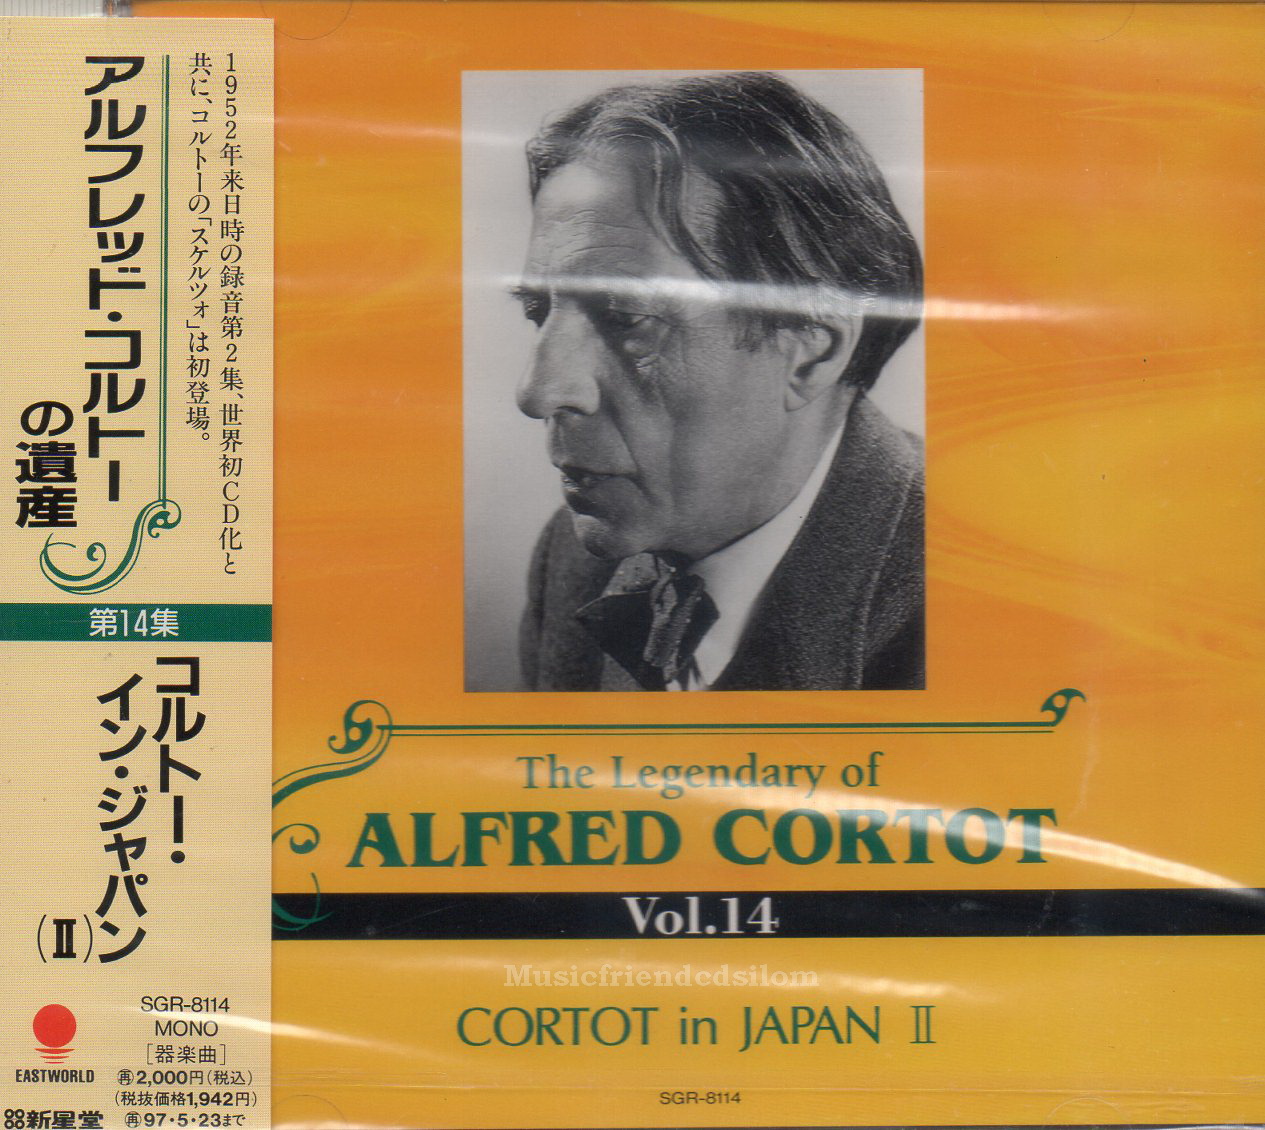 1952年来日時の録音第2集、世界初CD化と
共に、コルトーの「スケルツォ」は初登場。
アルフレッド・コルトー
の遺産
第14集
コルトー・
イン・ジャパン
(Ⅱ)
SGR-8114
MONO
[器楽曲]
EASTWORLD
再2,000円(税込)
(税抜価格1,942円)
新星堂
再97・5・23まで
The Legendary of
ALFRED CORTOT
Vol.14
Musicfriendcdsilom
CORTOT in JAPAN Ⅱ
SGR-8114